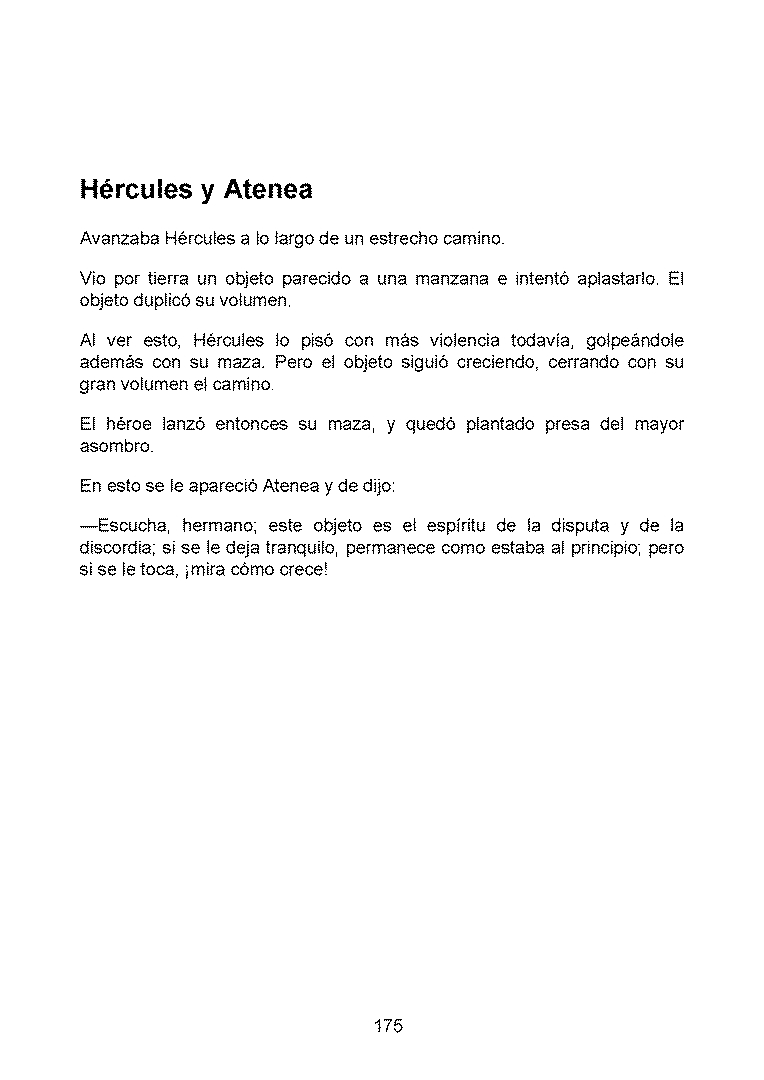 Hércules y Atenea
Avanzaba Hércules a lo largo de un estrecho camino.
Vio por tierra un objeto parecido a una manzana e intentó aplastarlo. El
objeto duplicó su volumen.
Al ver esto, Hércules lo pisó con más violencia todavía, golpeándole
además con su maza. Pero el objeto siguió creciendo, cerrando con su
gran volumen el camino.
El héroe lanzó entonces su maza, y quedó plantado presa del mayor
asombro.
En esto se le apareció Atenea y de dijo:
—Escucha, hermano; este objeto es el espíritu de la disputa y de la
discordia; si se le deja tranquilo, permanece como estaba al principio; pero
si se le toca, ¡mira cómo crece!
175